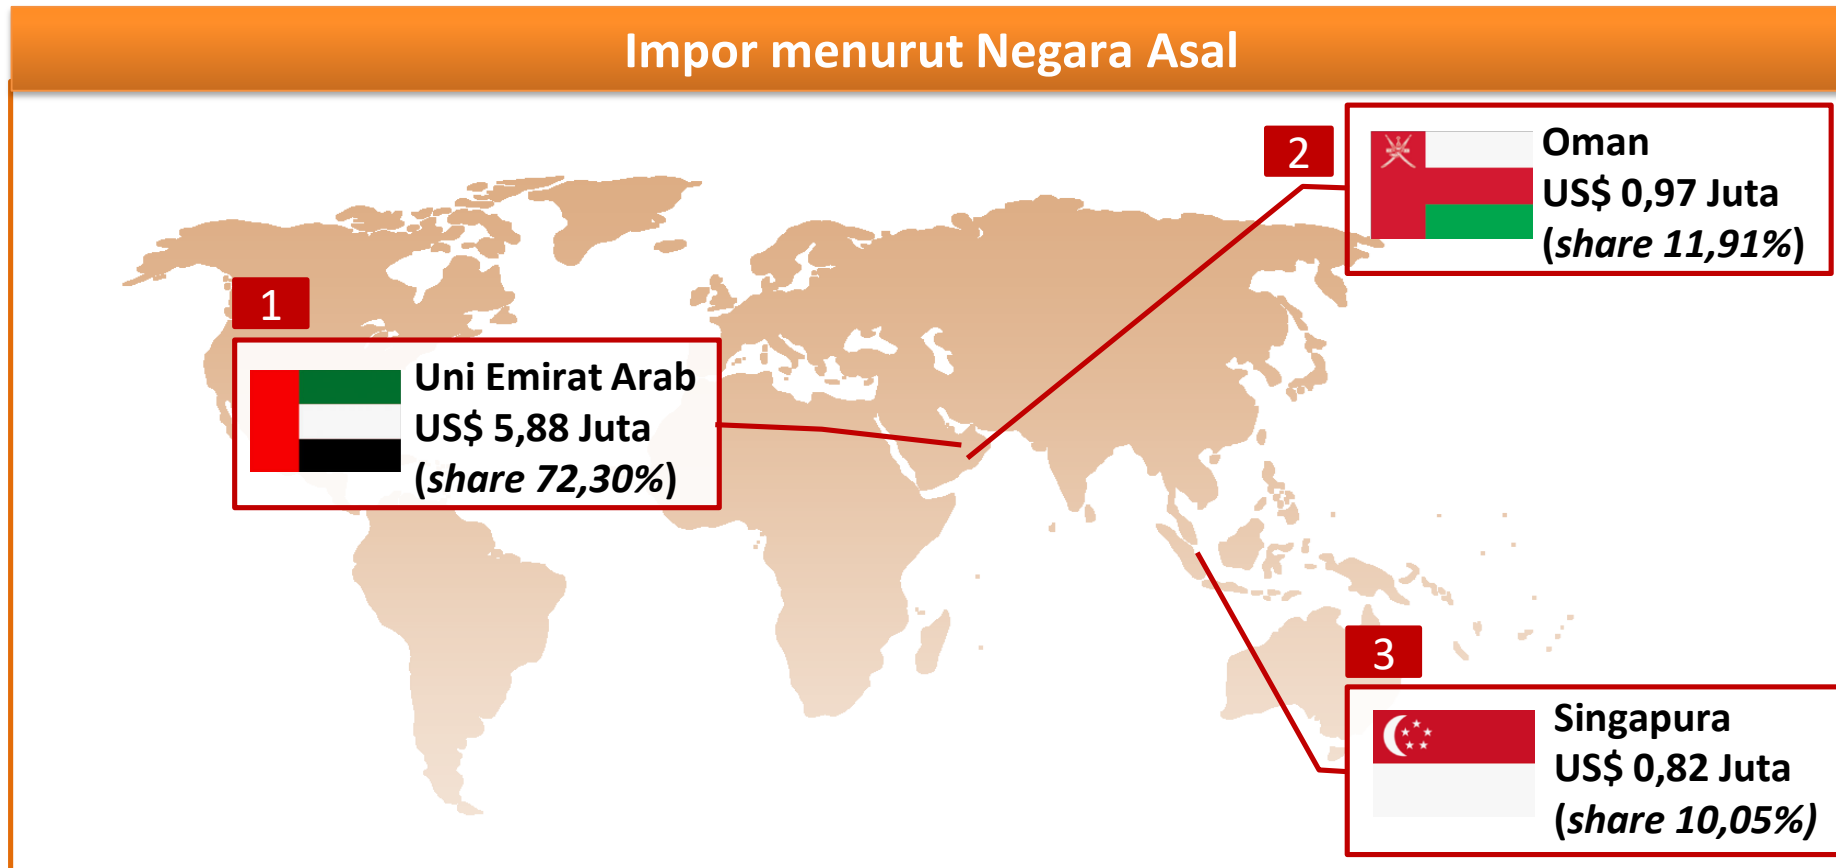 Impor menurut Negara Asal
1
Uni Emirat Arab
US$ 5,88 Juta
(share 72,30%)
2
Oman
US$ 0,97 Juta
(share 11,91%)
3
Singapura
US$ 0,82 Juta
(share 10,05%)